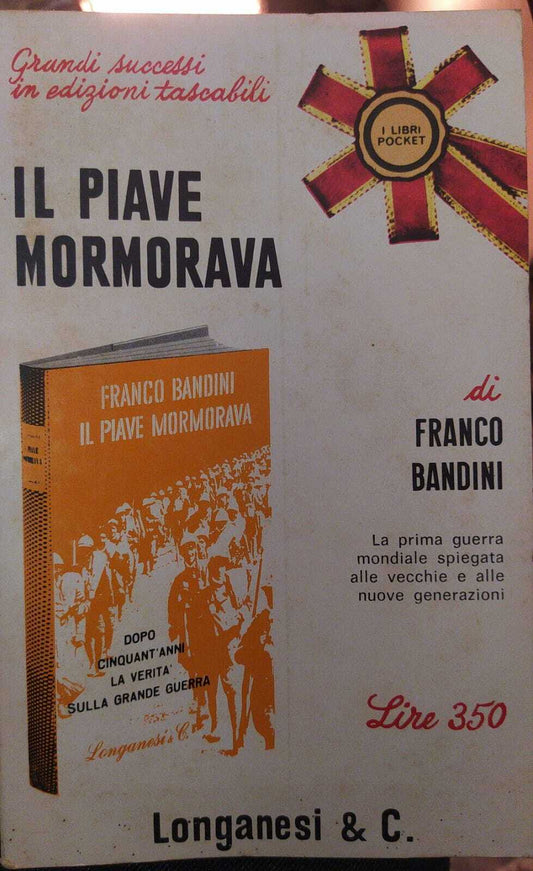 Grandi successi
in edizioni tascabili
I LIBRI
POCKET
IL PIAVE
MORMORAVA
FRANCO BANDINI
IL PIAVE MORMORAVA
DOPO
CINQUANT'ANNI
LA VERITA'
SULLA GRANDE GUERRA
Longanesi & C.
di
FRANCO
BANDINI
La prima guerra
mondiale spiegata
alle vecchie e alle
nuove generazioni
Lire 350
Longanesi & C.